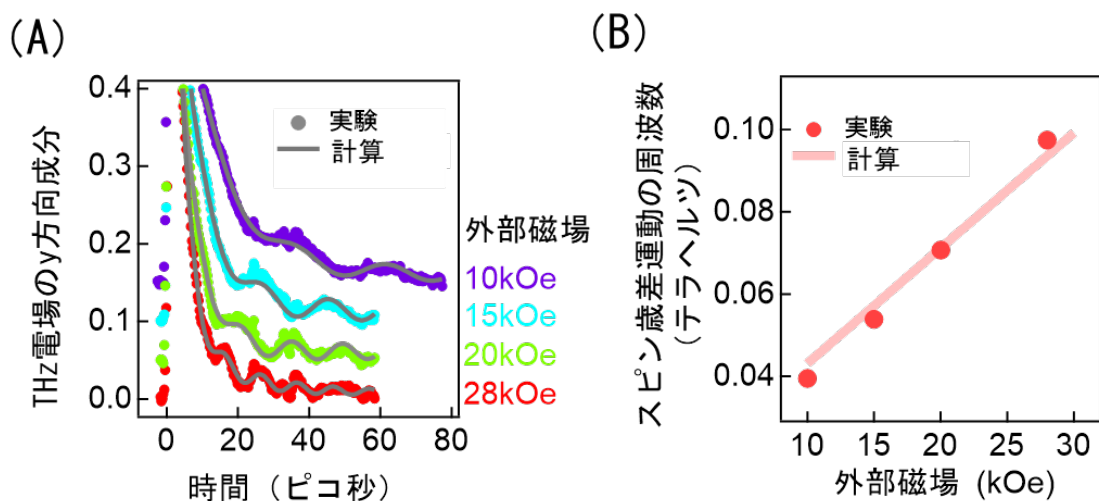 (A)
THz電場のy方向成分
0.4
0.3
0.2
0.1
0.0
実験
計算
0 20 40 60 80
時間（ピコ秒）
外部磁場
10kOe
15kOe
20kOe
28kOe
(B)
スピン歳差運動の周波数
（テラヘルツ）
0.10
0.08
0.06
0.04
実験
計算
10 15 20 25 30
外部磁場 (kOe)